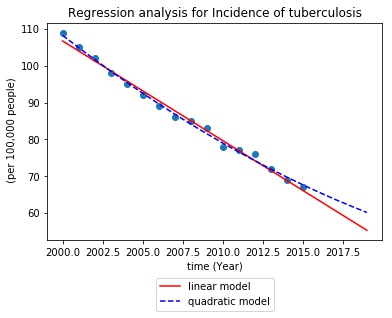 Regression analysis for Incidence of tuberculosis
(per 100,000 people)
110
100
90
80
70
60
2000.0 2002.5 2005.0 2007.5 2010.0 2012.5 2015.0 2017.5
time (Year)
linear model
quadratic model